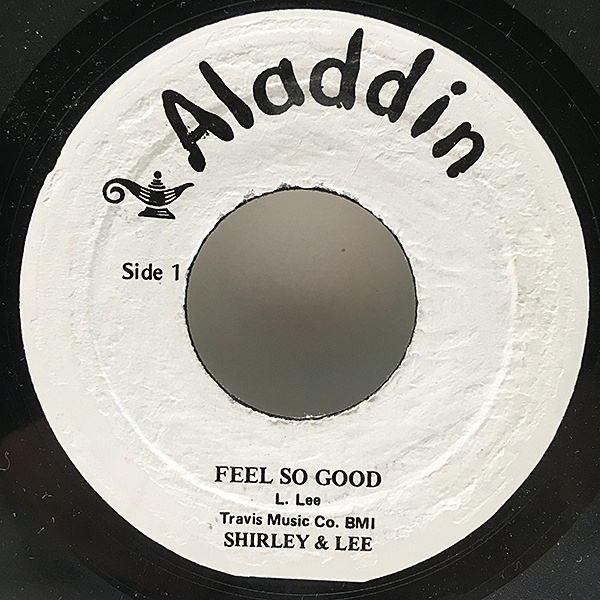 Aladdin
Side 1
FEEL SO GOOD
L. Lee
Travis Music Co. BMI
SHIRLEY & LEE